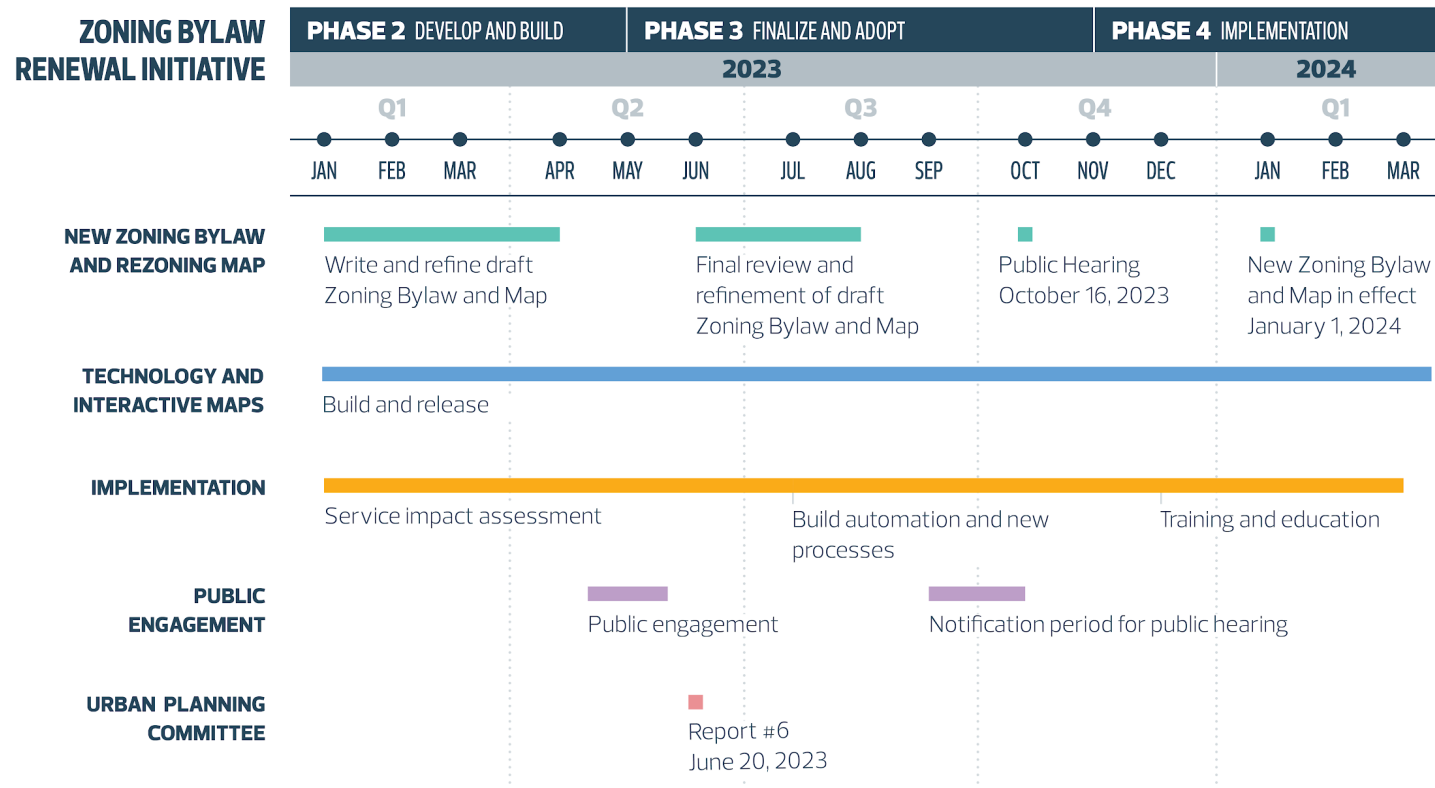 ZONING BYLAW
RENEWAL INITIATIVE
PHASE 2 DEVELOP AND BUILD
PHASE 3 FINALIZE AND ADOPT
PHASE 4 IMPLEMENTATION
2023
2024
Q1
Q2
Q3
Q4
Q1
JAN
FEB
MAR
APR
MAY
JUN
JUL
AUG
SEP
OCT
NOV
DEC
JAN
FEB
MAR
NEW ZONING BYLAW
AND REZONING MAP
Write and refine draft
Zoning Bylaw and Map
Final review and
refinement of draft
Zoning Bylaw and Map
Public Hearing
October 16, 2023
New Zoning Bylaw
and Map in effect
January 1, 2024
TECHNOLOGY AND
INTERACTIVE MAPS
Build and release
IMPLEMENTATION
Service impact assessment
Build automation and new
processes
Training and education
PUBLIC
ENGAGEMENT
Public engagement
Notification period for public hearing
URBAN PLANNING
COMMITTEE
Report #6
June 20, 2023